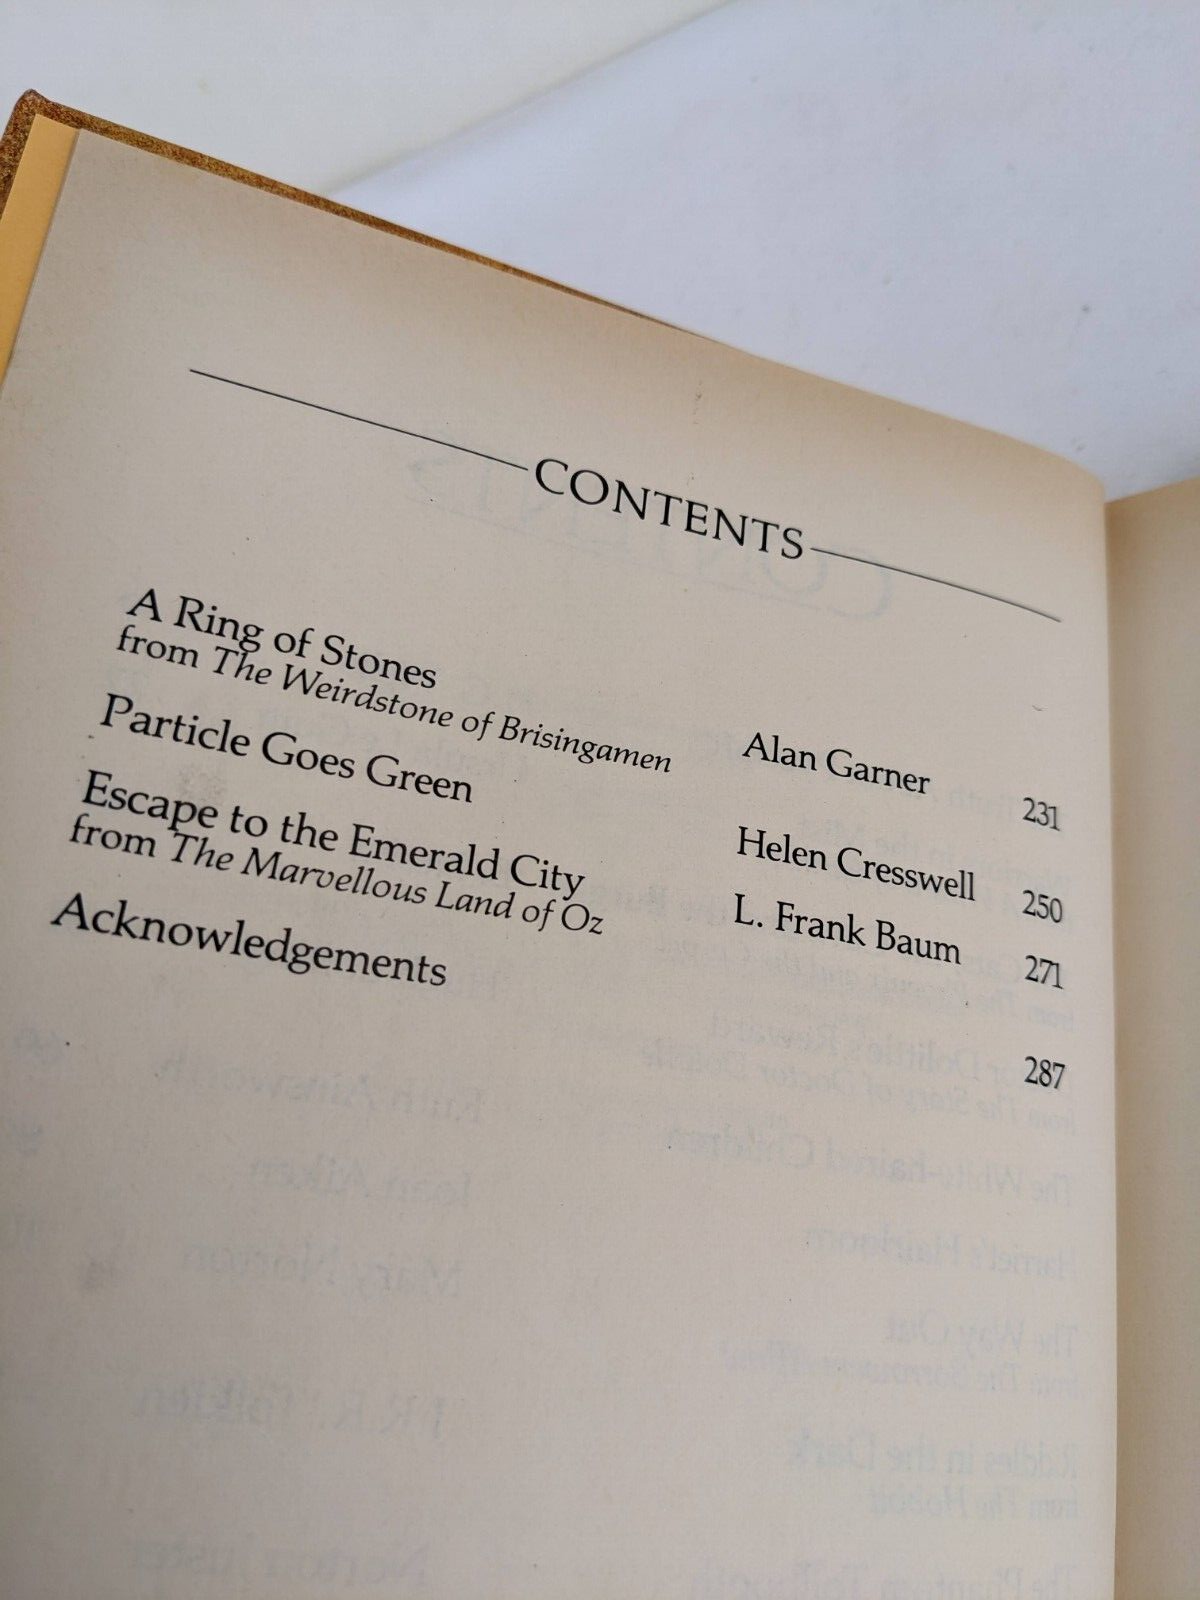 CONTENTS
A Ring of Stones
from The Weirdstone of Brisingamen Alan Garner 231
Particle Goes Green Helen Cresswell 250
Escape to the Emerald City
from The Marvellous Land of Oz L. Frank Baum 271
Acknowledgements 287